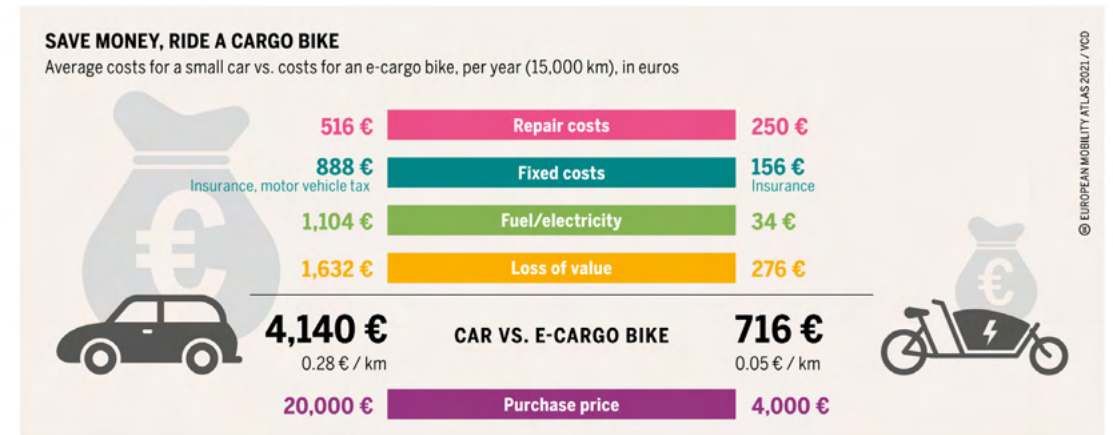 SAVE MONEY, RIDE A CARGO BIKE
Average costs for a small car vs. costs for an e-cargo bike, per year (15,000 km), in euros
516 € Repair costs 250 €
888 € Fixed costs 156 €
Insurance, motor vehicle tax Insurance
1,104 € Fuel/electricity 34 €
1,632 € Loss of value 276 €
€
€
4,140 € CAR VS. E-CARGO BIKE 716 €
0.28 € / km 0.05 € / km
20,000 € Purchase price 4,000 €
EUROPEAN MOBILITY ATLAS 2021 / VCD